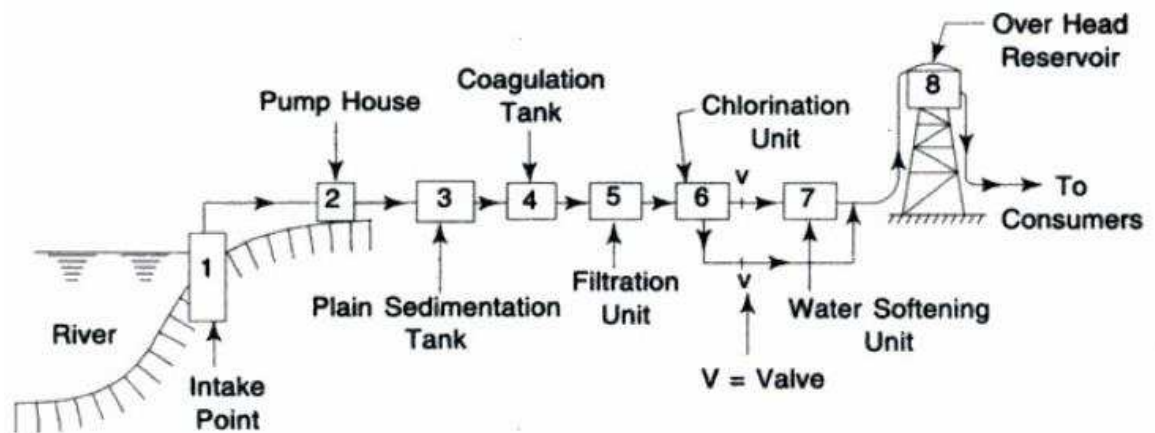 Over Head
Reservoir
8
Coagulation
Tank
Pump House
Chlorination
Unit
V
2
3
4
5
6
7
To
Consumers
1
V
Filtration
Unit
Plain Sedimentation
Tank
Water Softening
Unit
River
Intake
Point
V = Valve